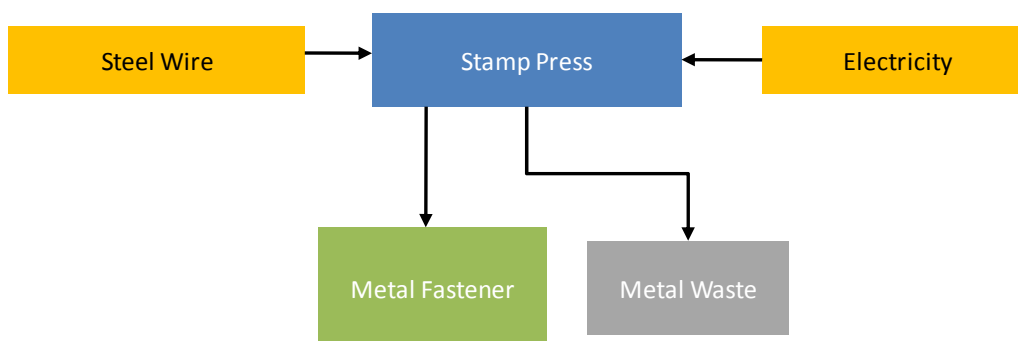 Steel Wire
Stamp Press
Electricity
Metal Fastener
Metal Waste